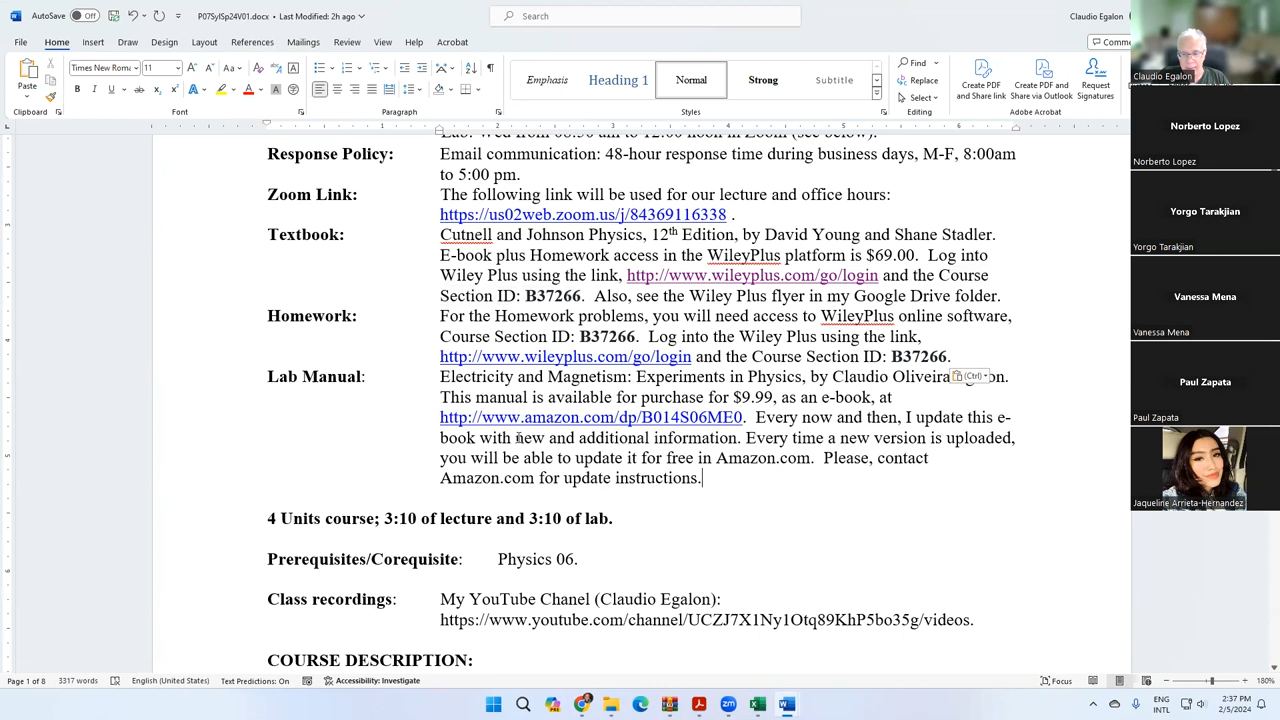 AutoSave Off P07SylSp24V01.docx • Last Modified: 2h ago Search Claudio Egalon
File Home Insert Draw Design Layout References Mailings Review View Help Acrobat
Paste Clipboard
Times New Roma 11 Font Paragraph
Emphasis Heading 1 Normal Strong Subtitle Styles
Find Replace Select Editing
Create PDF and Share link Create PDF and Share via Outlook Request Signatures Adobe Acrobat
Response Policy: Email communication: 48-hour response time during business days, M-F, 8:00am
to 5:00 pm.
Zoom Link: The following link will be used for our lecture and office hours:
https://us02web.zoom.us/j/84369116338 .
Textbook: Cutnell and Johnson Physics, 12th Edition, by David Young and Shane Stadler.
E-book plus Homework access in the WileyPlus platform is $69.00. Log into
Wiley Plus using the link, http://www.wileyplus.com/go/login and the Course
Section ID: B37266. Also, see the Wiley Plus flyer in my Google Drive folder.
Homework: For the Homework problems, you will need access to WileyPlus online software,
Course Section ID: B37266. Log into the Wiley Plus using the link,
http://www.wileyplus.com/go/login and the Course Section ID: B37266.
Lab Manual: Electricity and Magnetism: Experiments in Physics, by Claudio Oliveira
(Ctrl)
This manual is available for purchase for $9.99, as an e-book, at
http://www.amazon.com/dp/B014S06ME0. Every now and then, I update this e-
book with new and additional information. Every time a new version is uploaded,
you will be able to update it for free in Amazon.com. Please, contact
Amazon.com for update instructions.
4 Units course; 3:10 of lecture and 3:10 of lab.
Prerequisites/Corequisite: Physics 06.
Class recordings: My YouTube Chanel (Claudio Egalon):
https://www.youtube.com/channel/UCZJ7X1Ny1Otq89KhP5bo35g/videos.
COURSE DESCRIPTION:
Claudio Egalon
Norberto Lopez
Norberto Lopez
Yorgo Tarakjian
Yorgo Tarakjian
Vanessa Mena
Vanessa Mena
Paul Zapata
Paul Zapata
Jaqueline Arrieta-Hernandez
Page 1 of 8 3317 words English (United States) Text Predictions: On Accessibility: Investigate Focus 180%
ENG INTL 2:37 PM 2/5/2024